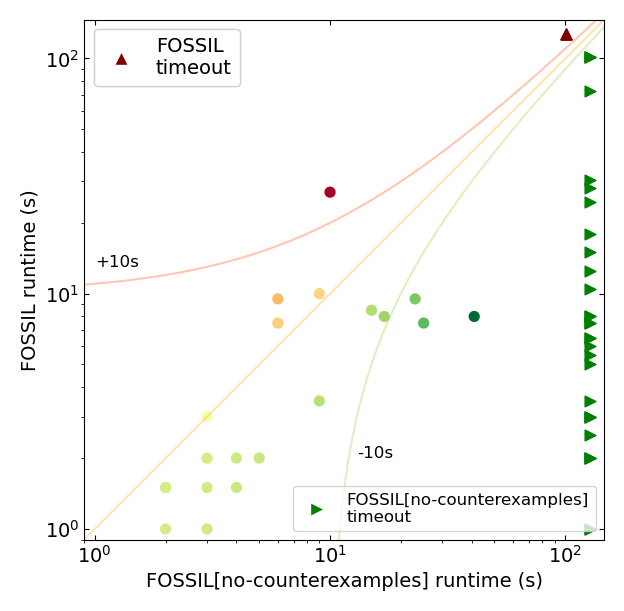 FOSSIL
timeout
10²
+10s
10¹
FOSSIL runtime (s)
-10s
FOSSIL[no-counterexamples]
timeout
10⁰
10⁰ 10¹ 10²
FOSSIL[no-counterexamples] runtime (s)